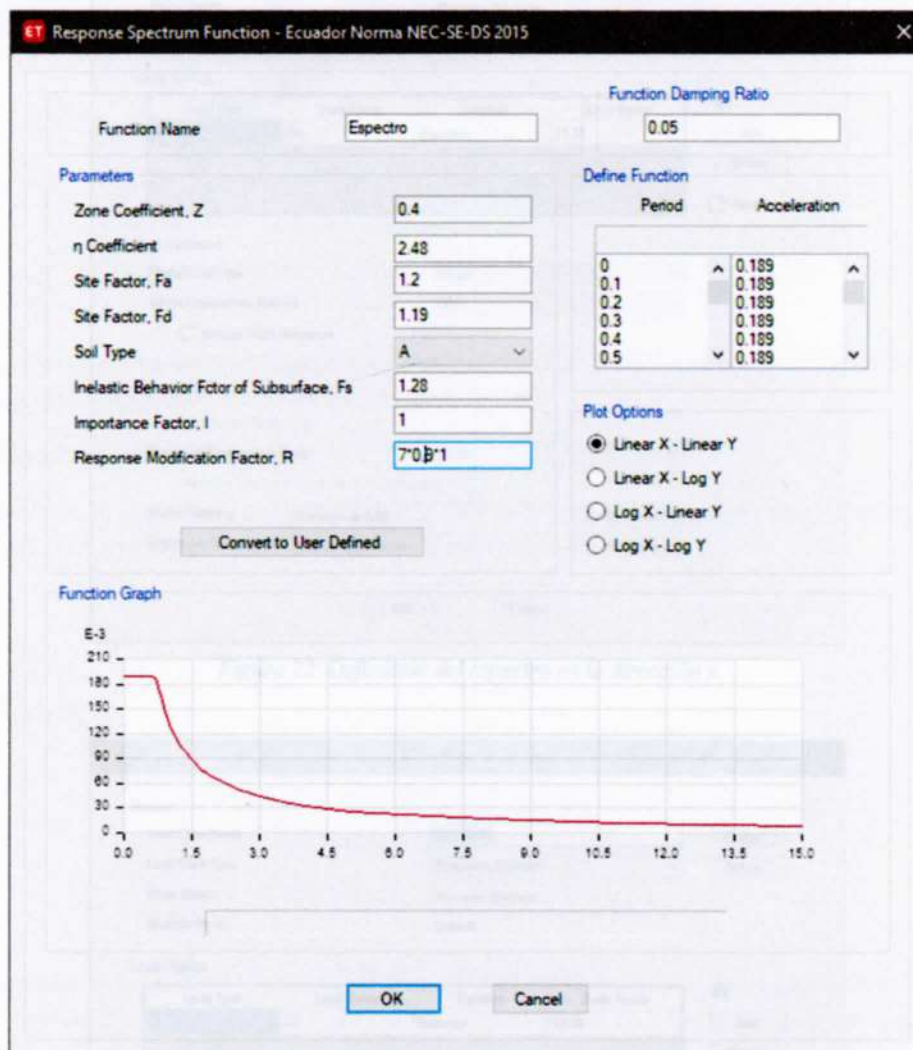 ET Response Spectrum Function - Ecuador Norma NEC-SE-DS 2015
Function Name
Espectro
Function Damping Ratio
0.05
Parameters
Zone Coefficient, Z
0.4
η Coefficient
2.48
Site Factor, Fa
1.2
Site Factor, Fd
1.19
Soil Type
A
Inelastic Behavior Fctor of Subsurface, Fs
1.28
Importance Factor, I
1
Response Modification Factor, R
7*0.9*1
Convert to User Defined
Define Function
Period Acceleration
0 0.189
0.1 0.189
0.2 0.189
0.3 0.189
0.4 0.189
0.5 0.189
Plot Options
Linear X - Linear Y
Linear X - Log Y
Log X - Linear Y
Log X - Log Y
Function Graph
E-3
210
180
150
120
90
60
30
0
0.0 1.5 3.0 4.5 6.0 7.5 9.0 10.5 12.0 13.5 15.0
OK
Cancel